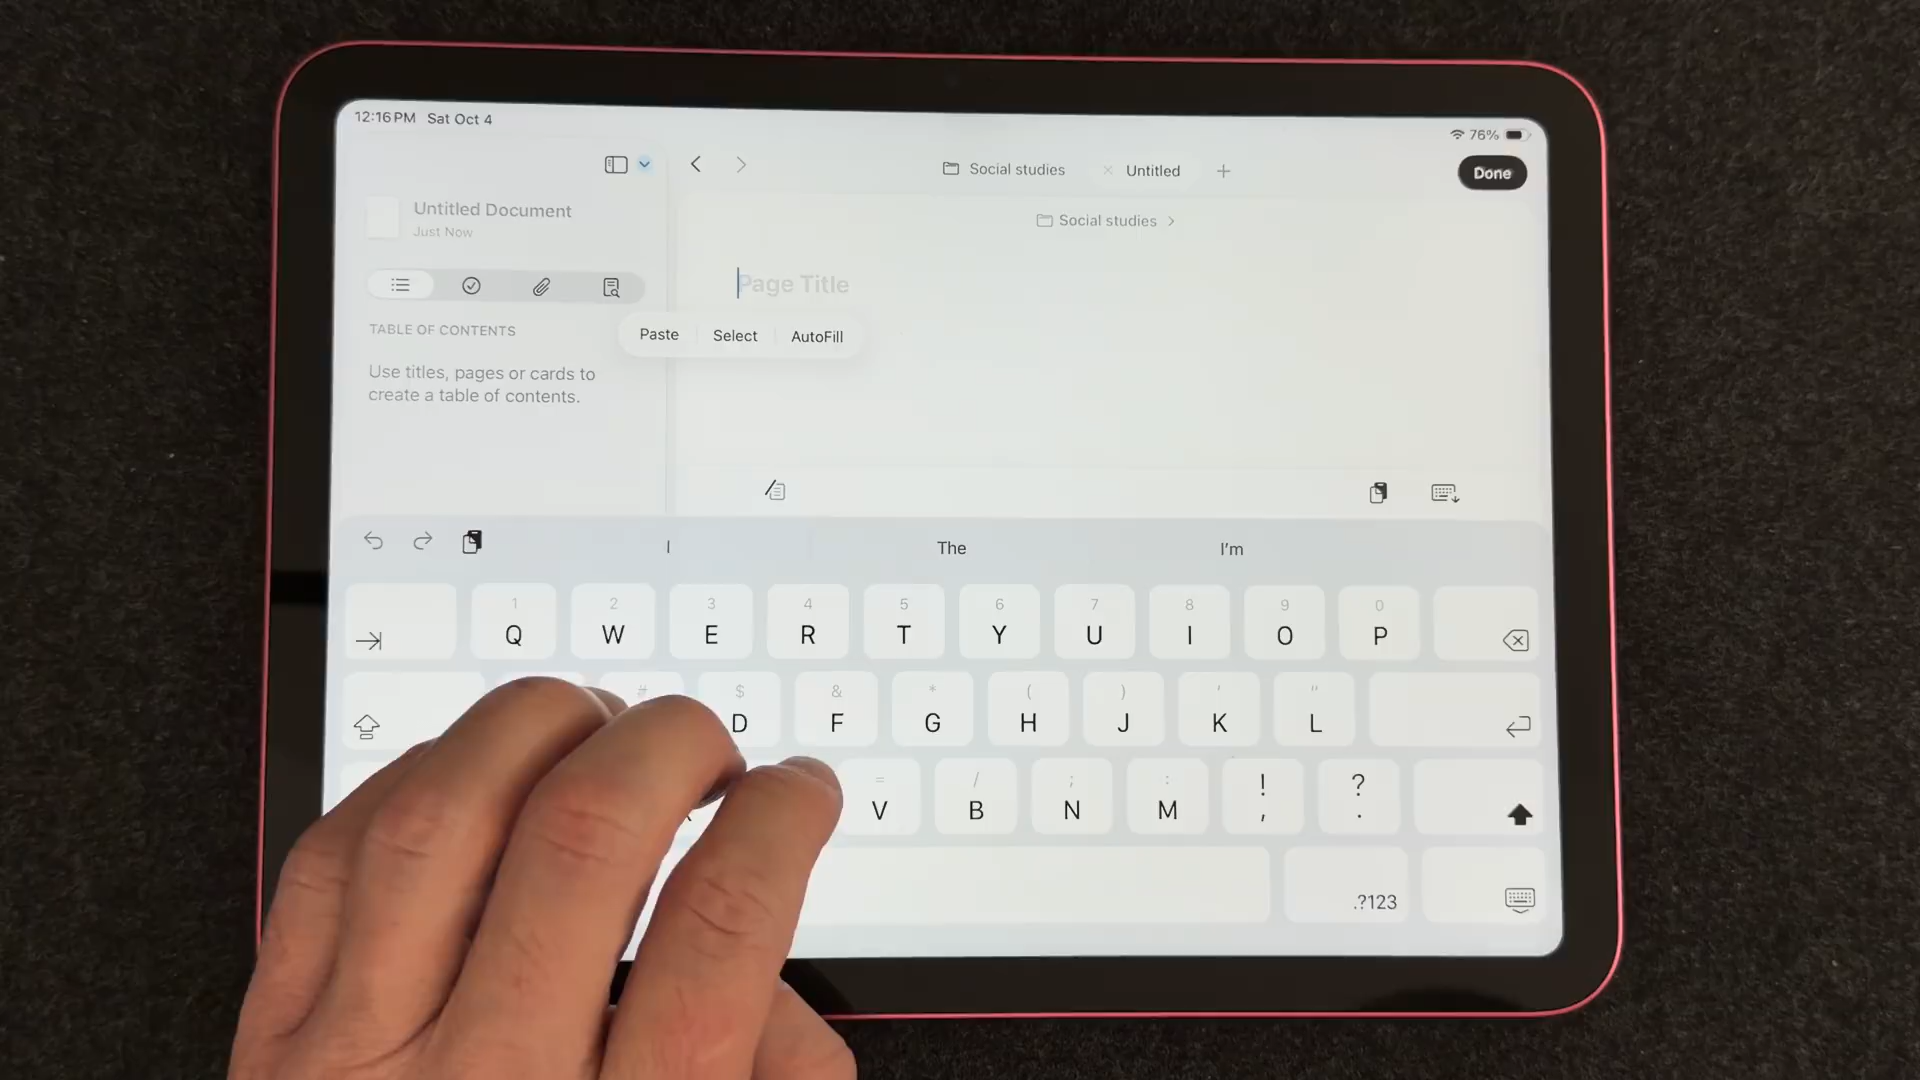 12:16 PM Sat Oct 4
76%
Social studies
Untitled
Done
Untitled Document
Just Now
Social studies
Page Title
TABLE OF CONTENTS
Paste Select AutoFill
Use titles, pages or cards to
create a table of contents.
I The I'm
1 2 3 4 5 6 7 8 9 0
Q W E R T Y U I O P
# $ & * ( ) ' "
D F G H J K L
= / ; : ! ?
V B N M , .
.?123